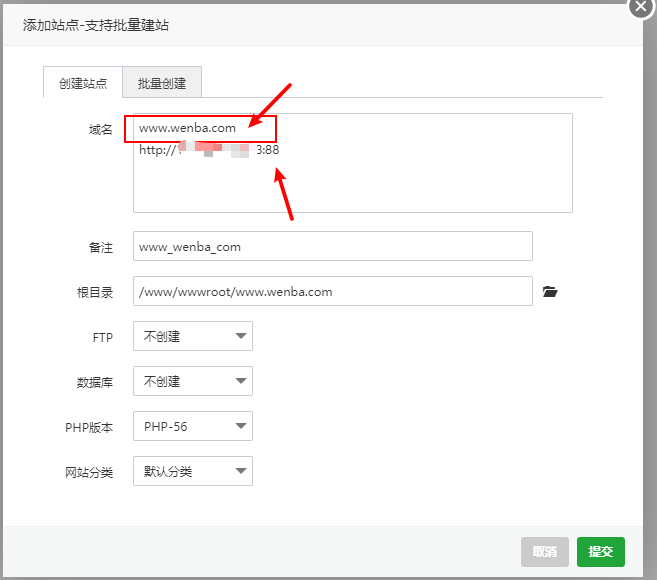 添加站点-支持批量建站
创建站点 批量创建
域名
www.wenba.com
http:// 3:88
备注 www_wenba_com
根目录 /www/wwwroot/www.wenba.com
FTP 不创建
数据库 不创建
PHP版本 PHP-56
网站分类 默认分类
取消 提交